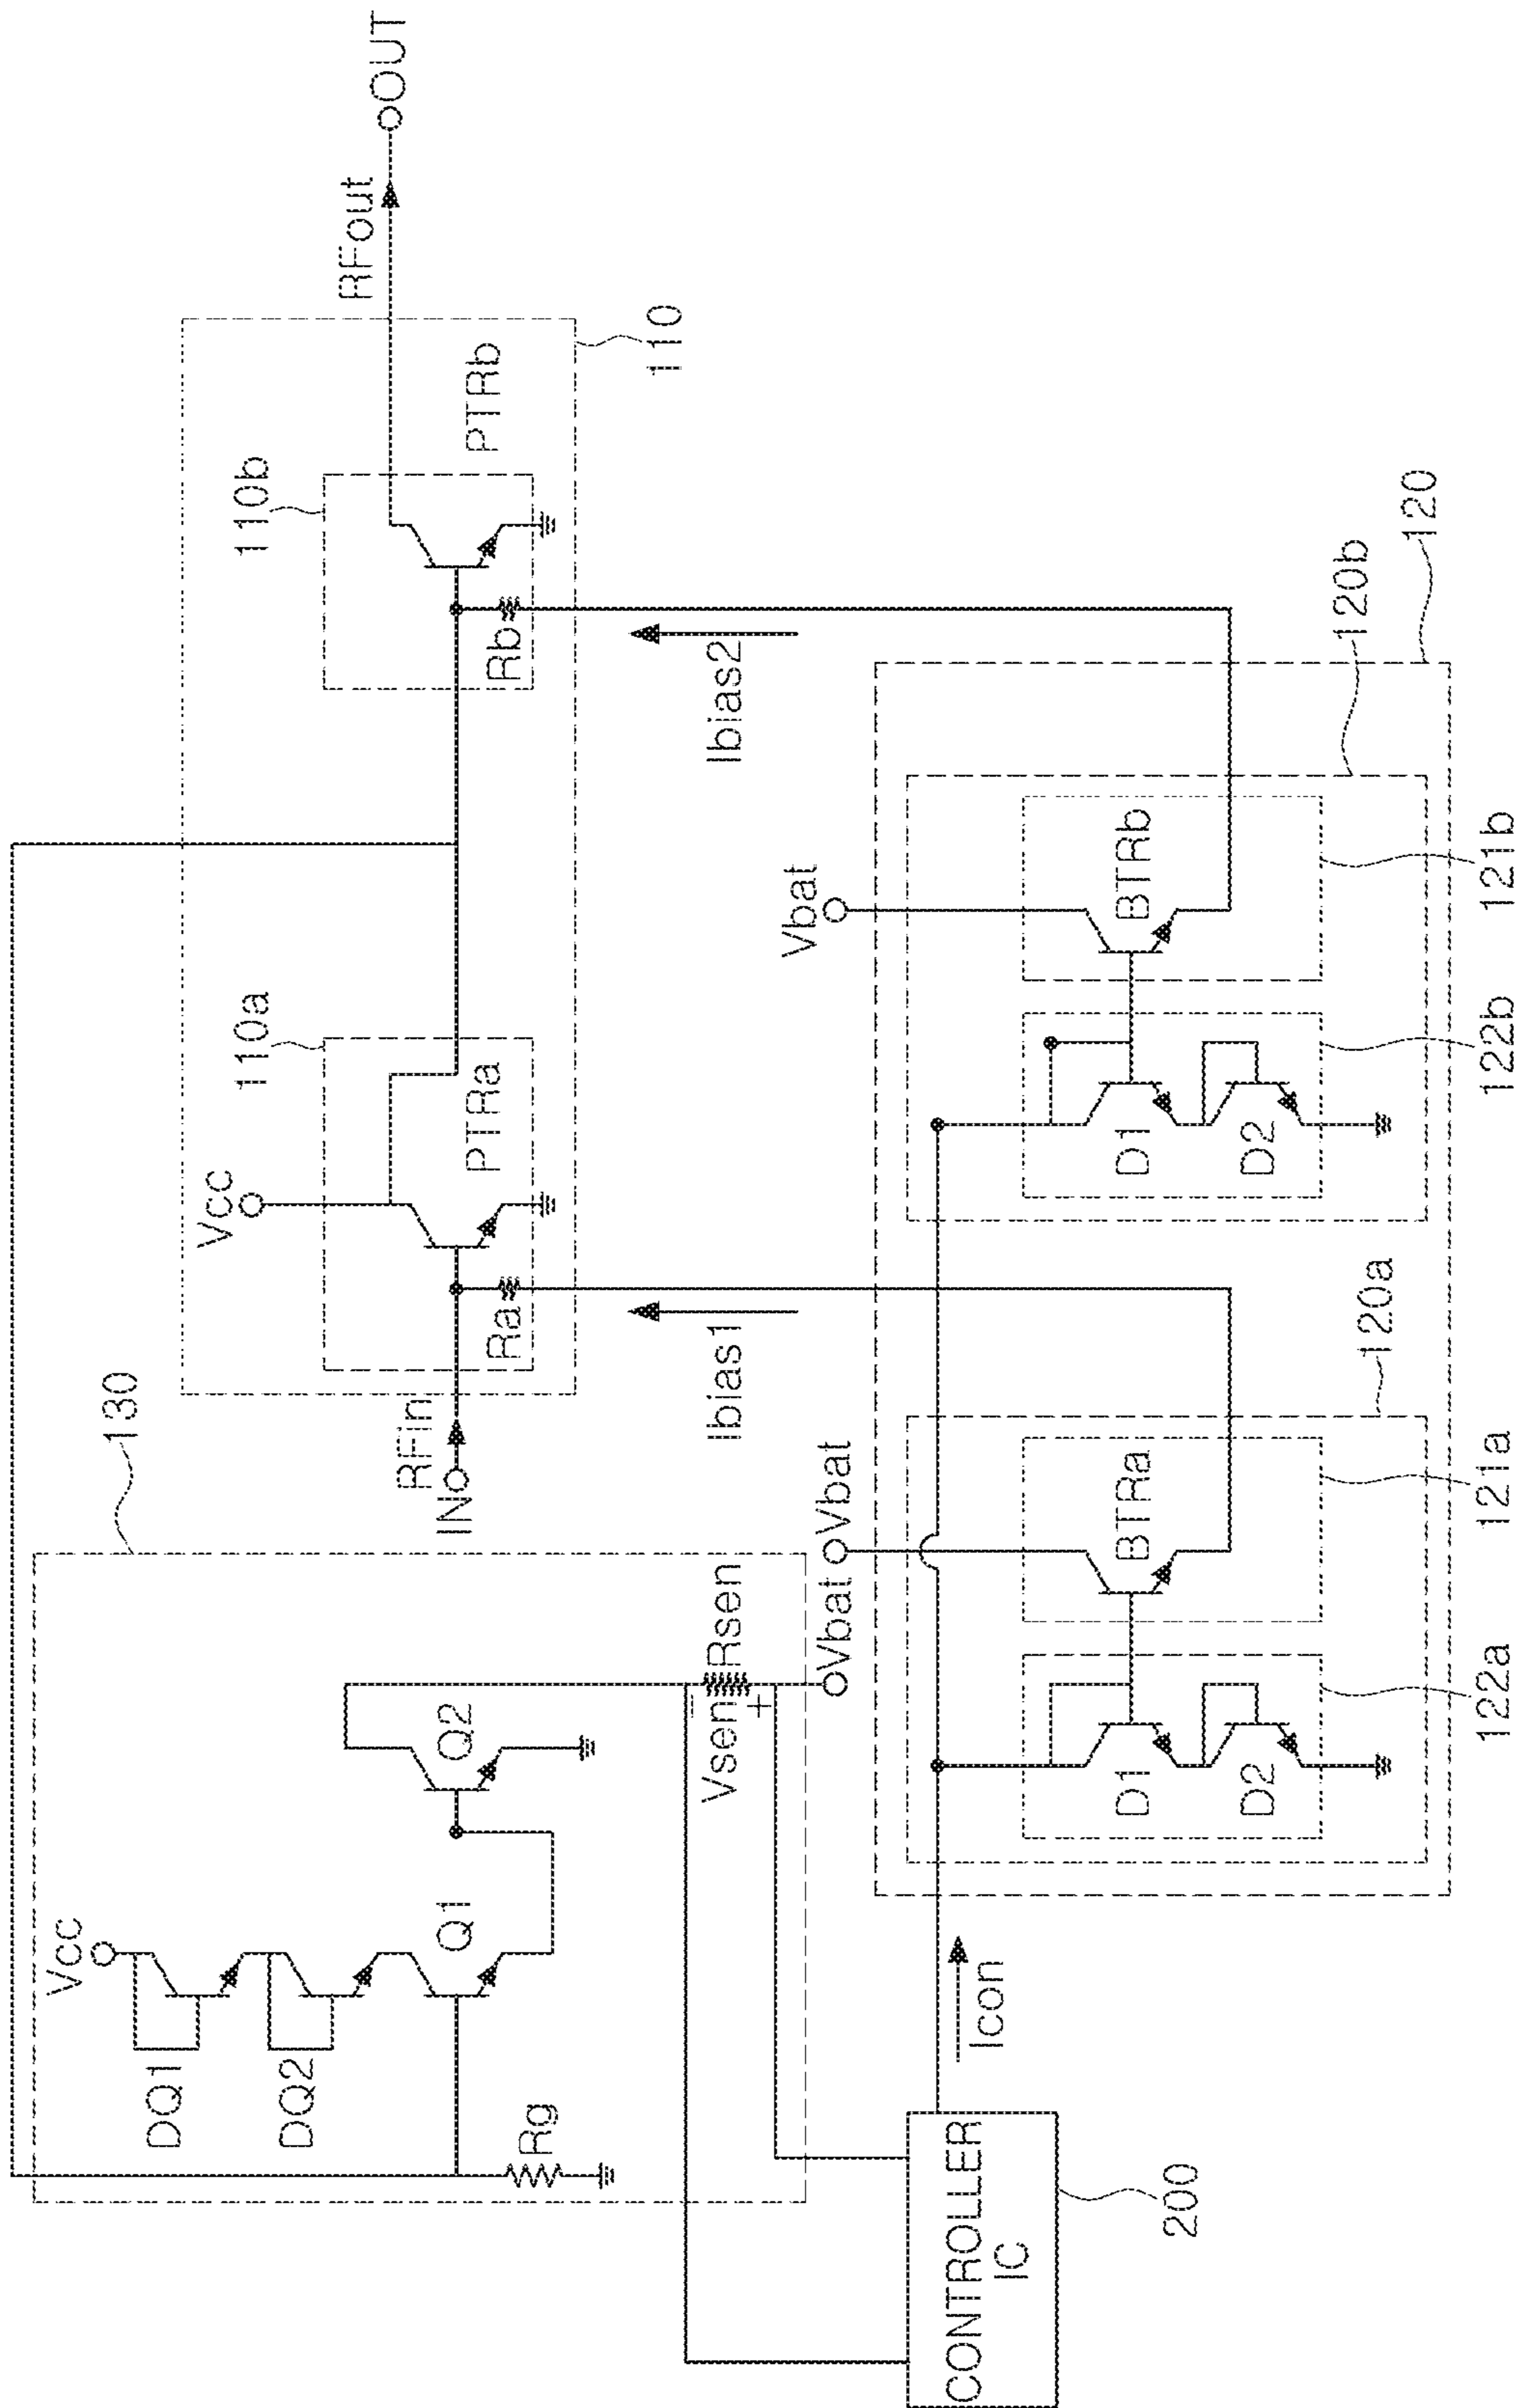 130
Vcc
DQ1
DQ2
Q1
Q2
Rg
Vsen
−
+
Rsen
Vbat
IN
RFin
Vcc
110a
PTRa
Ra
110b
PTRb
Rb
RFout
OUT
110
Ibias1
Ibias2
CONTROLLER
IC
200
Icon
Vbat
BTRa
D1
D2
122a
121a
120a
Vbat
BTRb
D1
D2
122b
121b
120b
120